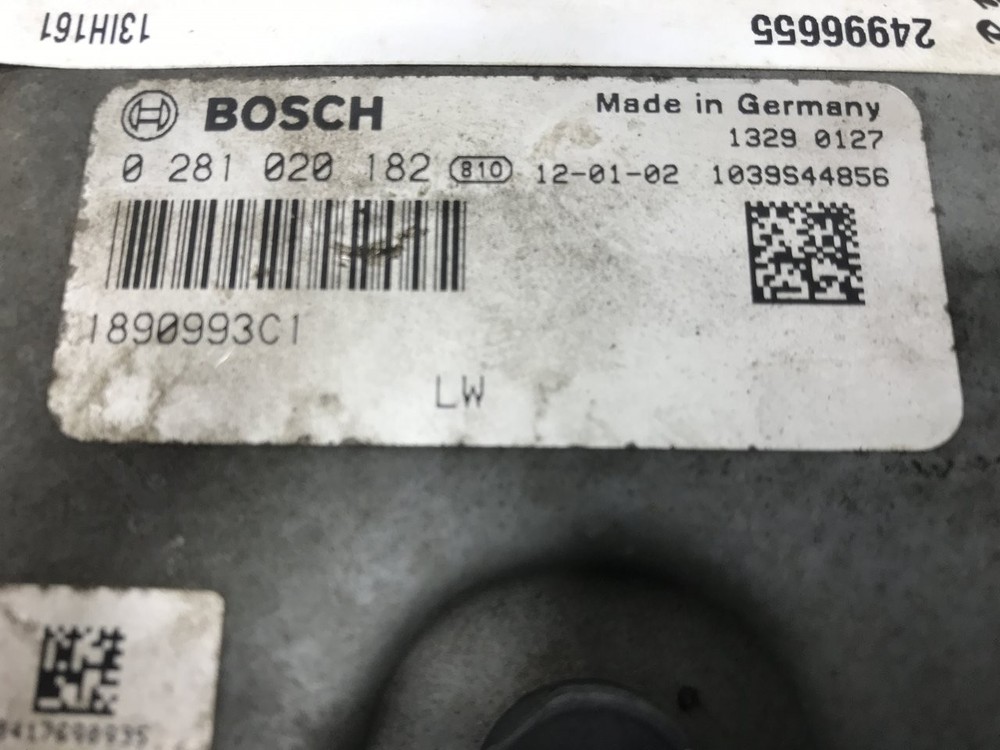 13IH161
24996655
BOSCH
Made in Germany
1329 0127
0 281 020 182 810 12-01-02 1039S44856
1890993C1
LW